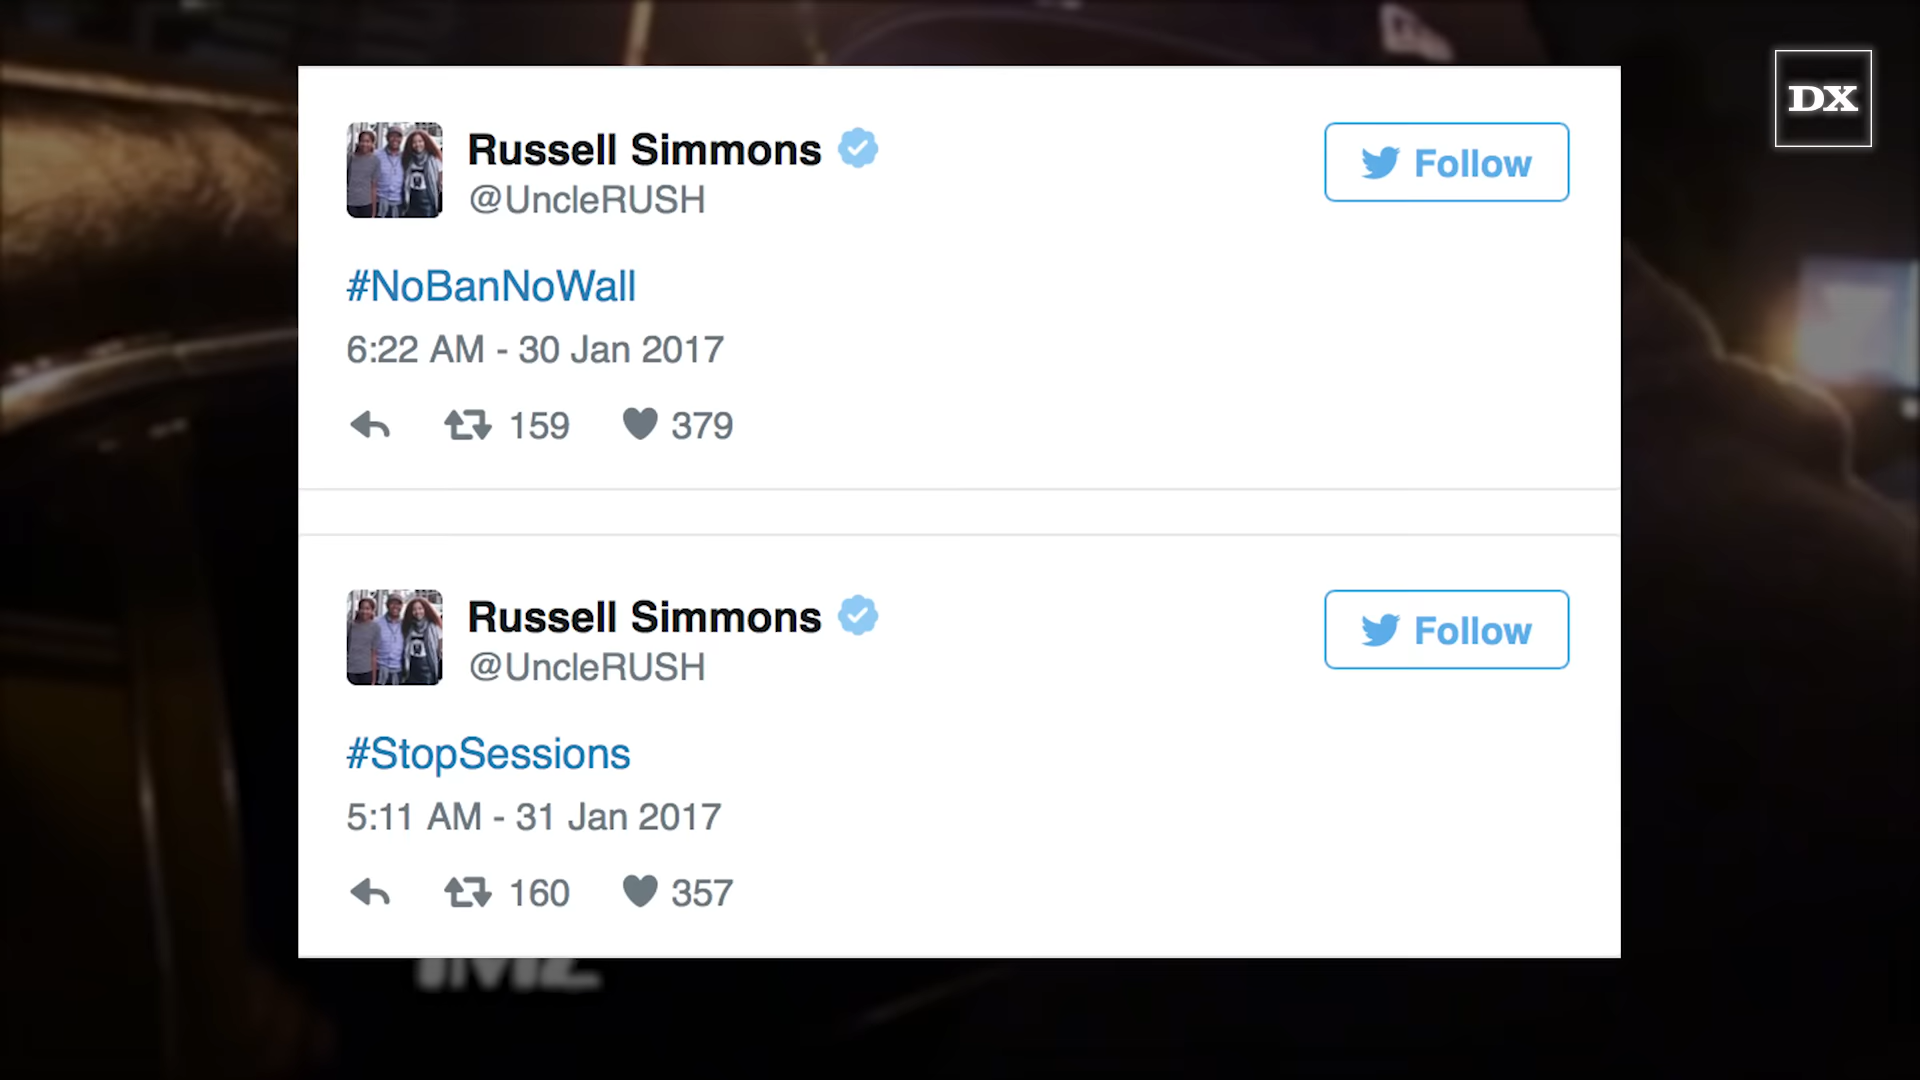 DX
Russell Simmons
@UncleRUSH
Follow
#NoBanNoWall
6:22 AM - 30 Jan 2017
159 379
Russell Simmons
@UncleRUSH
Follow
#StopSessions
5:11 AM - 31 Jan 2017
160 357